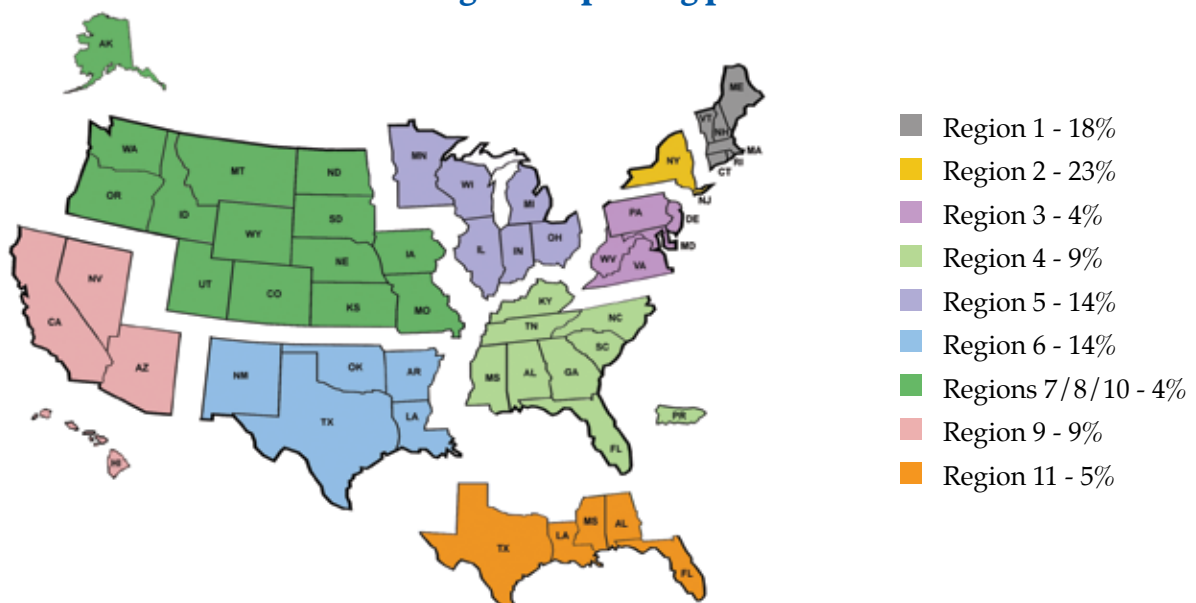 AK
ME
VT
NH
MA
RI
CT
WA
MT
ND
MN
WI
MI
NY
NJ
OR
ID
SD
WY
PA
DE
MD
WV
VA
IA
NE
IL
IN
OH
NV
UT
CO
KS
MO
KY
CA
AZ
TN
NC
SC
NM
OK
AR
MS
AL
GA
TX
LA
PR
FL
HI
TX
LA
MS
AL
FL
Region 1 - 18%
Region 2 - 23%
Region 3 - 4%
Region 4 - 9%
Region 5 - 14%
Region 6 - 14%
Regions 7/8/10 - 4%
Region 9 - 9%
Region 11 - 5%